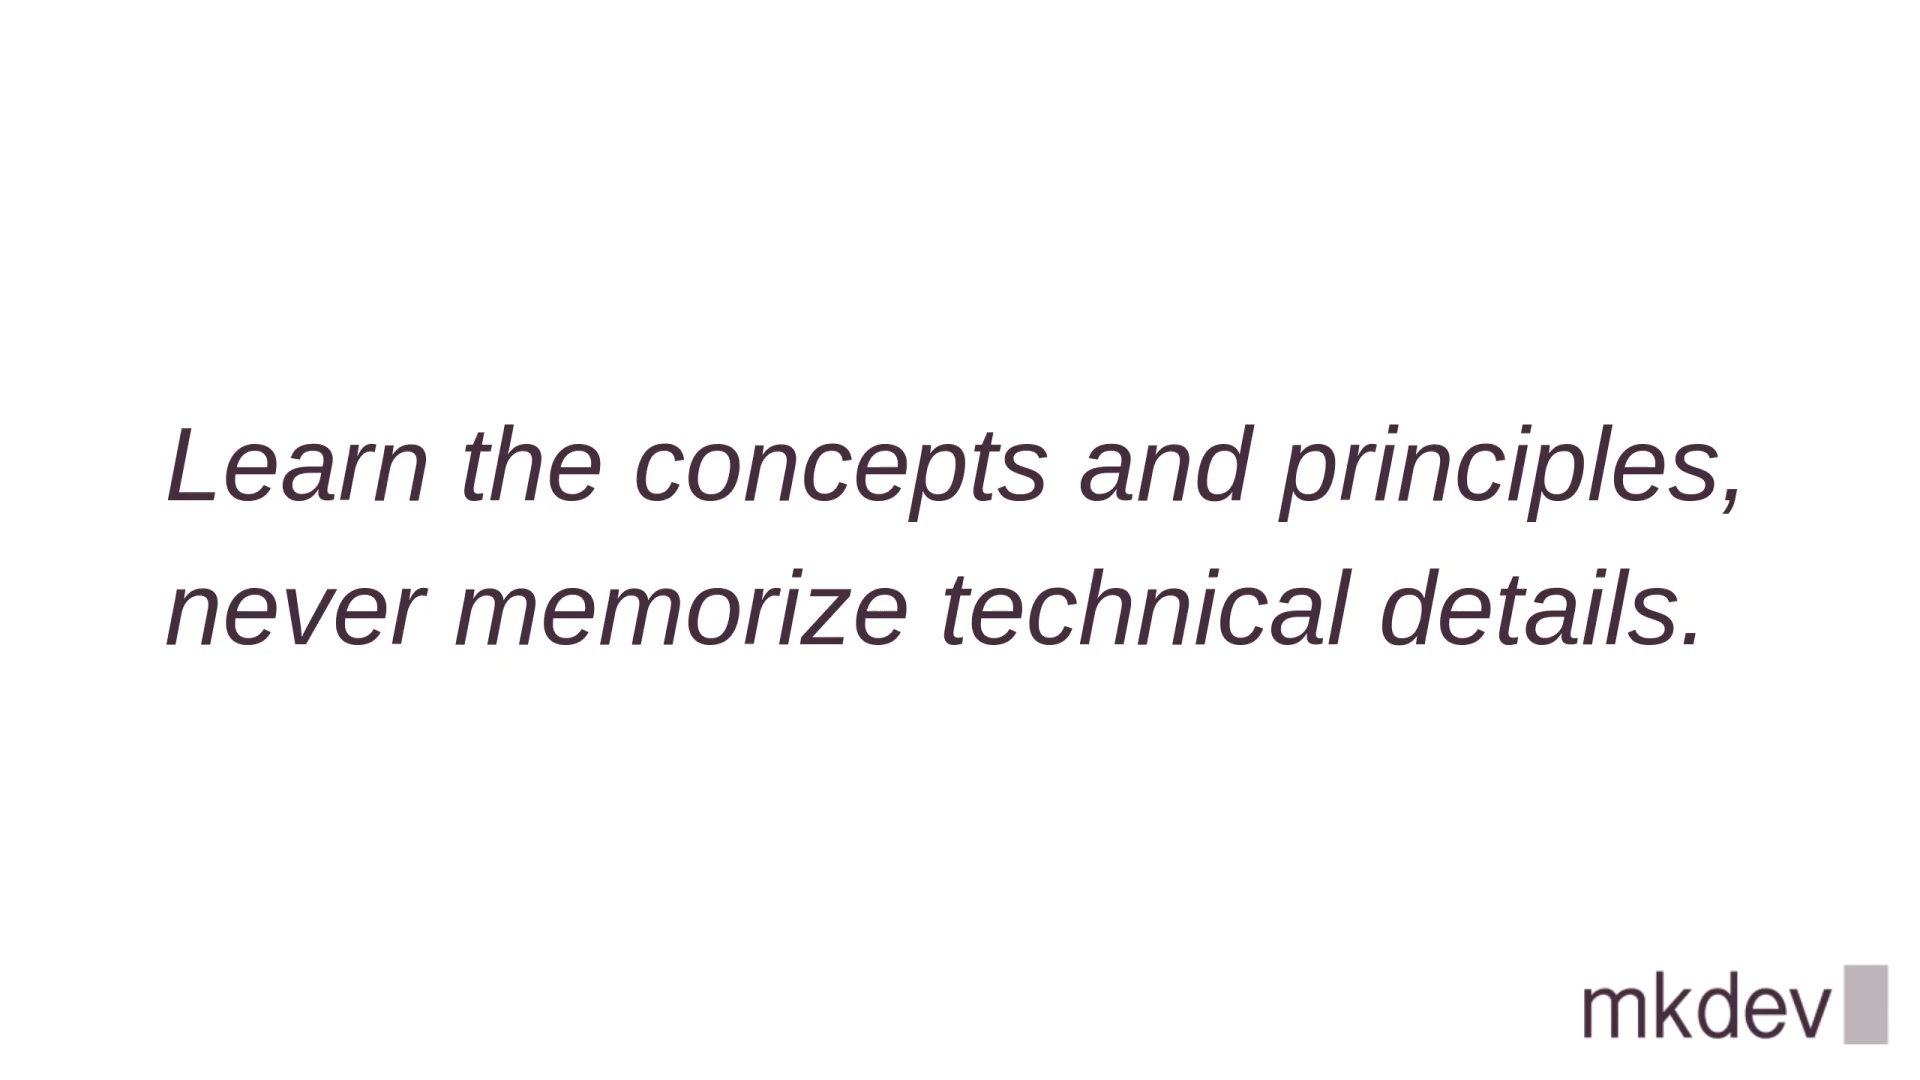 Learn the concepts and principles,
never memorize technical details.
mkdev